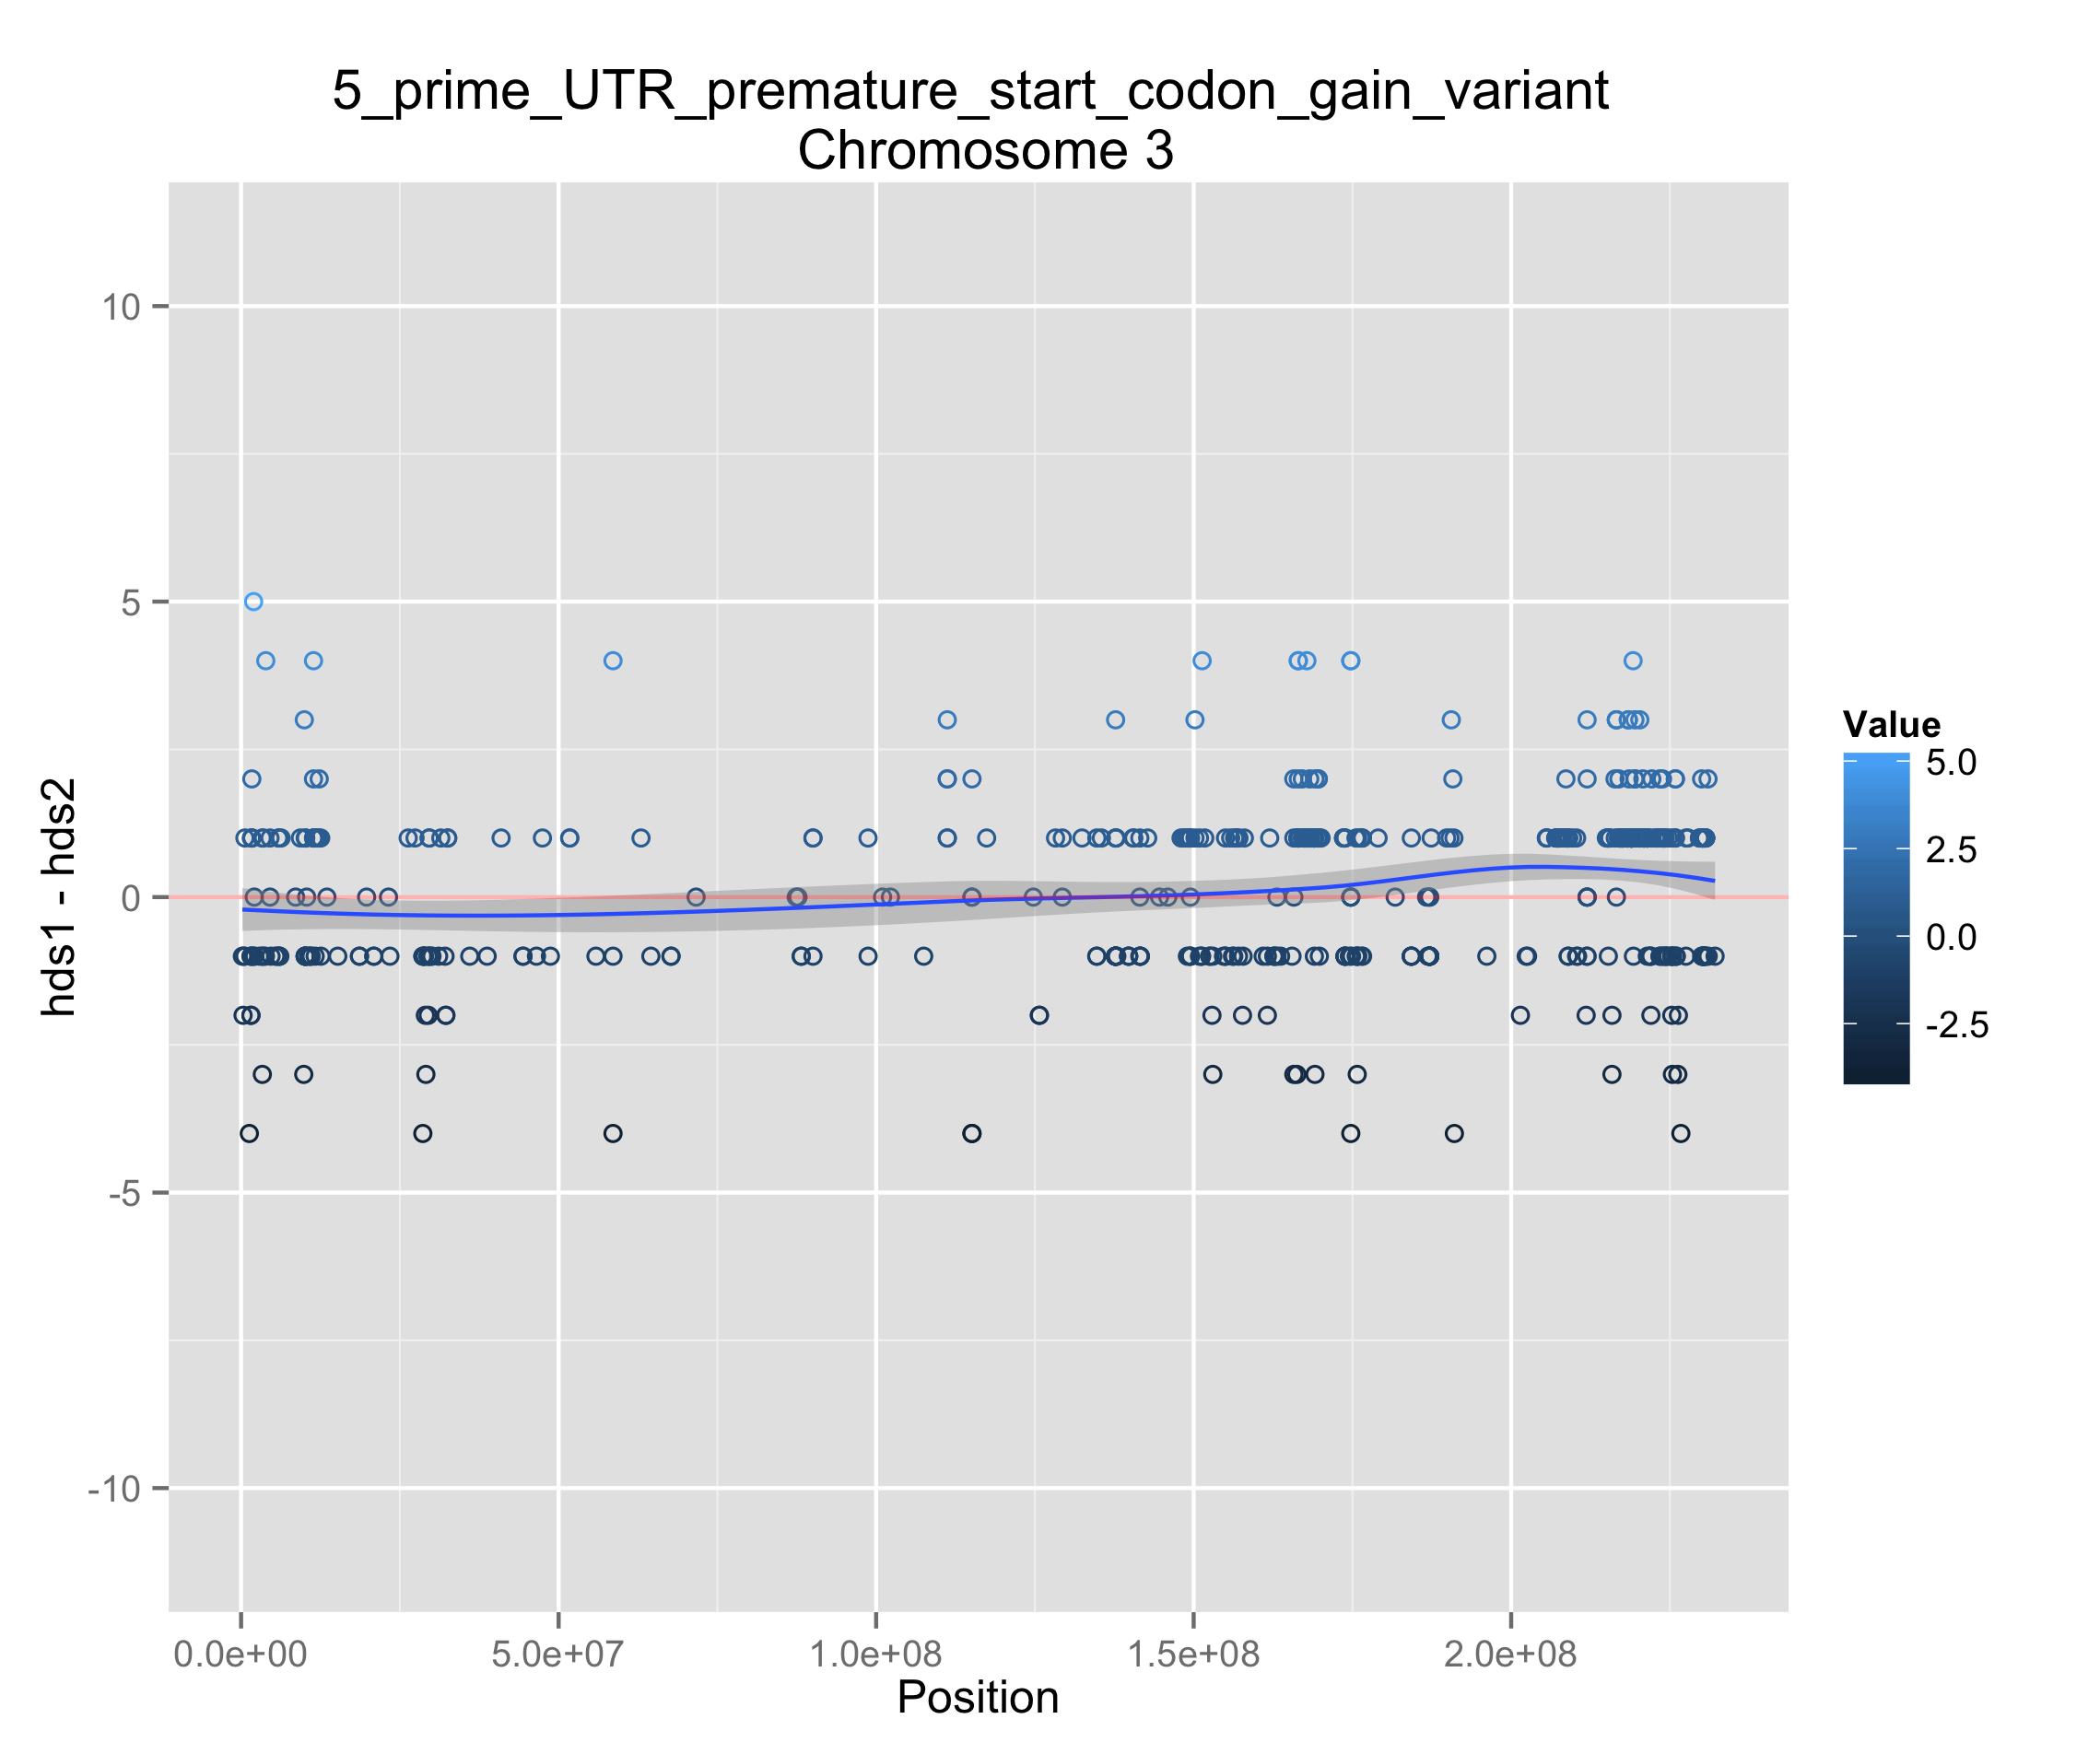 5_prime_UTR_premature_start_codon_gain_variant
Chromosome 3
10
5
0
-5
-10
hds1 - hds2
0.0e+00 5.0e+07 1.0e+08 1.5e+08 2.0e+08
Position
Value
5.0
2.5
0.0
-2.5